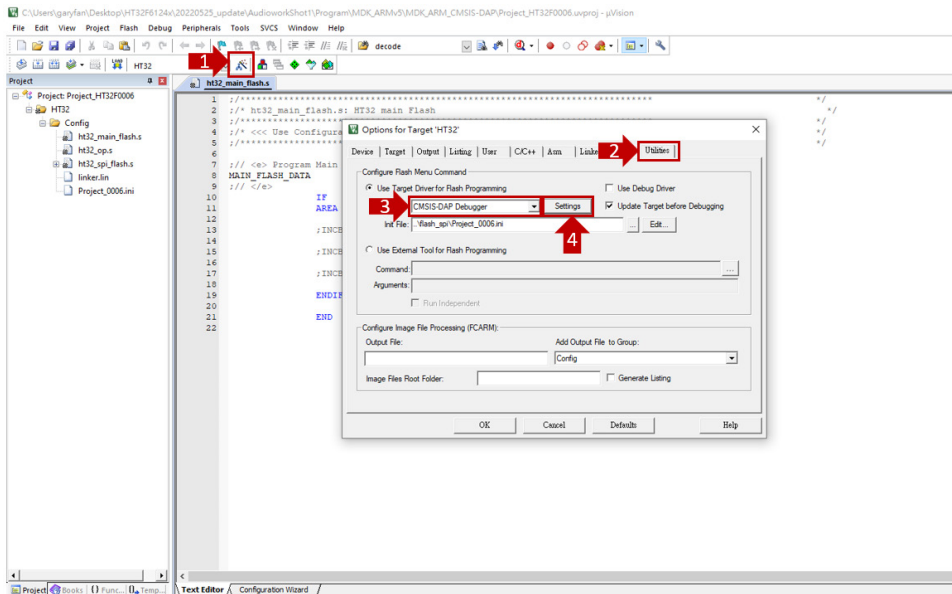 C:\Users\garyfan\Desktop\HT32F6124x\20220525_update\AudioworkShot1\Program\MDK_ARMv5\MDK_ARM_CMSIS-DAP\Project_HT32F0006.uvproj - µVision
File Edit View Project Flash Debug Peripherals Tools SVCS Window Help
decode
HT32
1
Project
ht32_main_flash.s
Project: Project_HT32F0006
HT32
Config
ht32_main_flash.s
ht32_op.s
ht32_spi_flash.s
linker.lin
Project_0006.ini
1 ;/*************************************************************************** */
2 ;/* ht32_main_flash.s: HT32 main Flash */
3 ;/*************** */
4 ;/* <<< Use Configura */
5 ;/*************** */
6
7 ;// <e> Program Main
8 MAIN_FLASH_DATA
9 ;// </e>
10 IF
11 AREA
12
13 ;INCB
14
15 ;INCB
16
17 ;INCB
18
19 ENDIF
20
21 END
22
Options for Target 'HT32'
Device Target Output Listing User C/C++ Asm Linke 2 Utilities
Configure Flash Menu Command
Use Target Driver for Flash Programming Use Debug Driver
3 CMSIS-DAP Debugger Settings Update Target before Debugging
Init File: ..\flash_spi\Project_0006.ini ... Edit...
4
Use External Tool for Flash Programming
Command: ...
Arguments:
Run Independent
Configure Image File Processing (FCARM):
Output File: Add Output File to Group:
Config
Image Files Root Folder: Generate Listing
OK Cancel Defaults Help
Project Books {} Func... Temp...
Text Editor Configuration Wizard